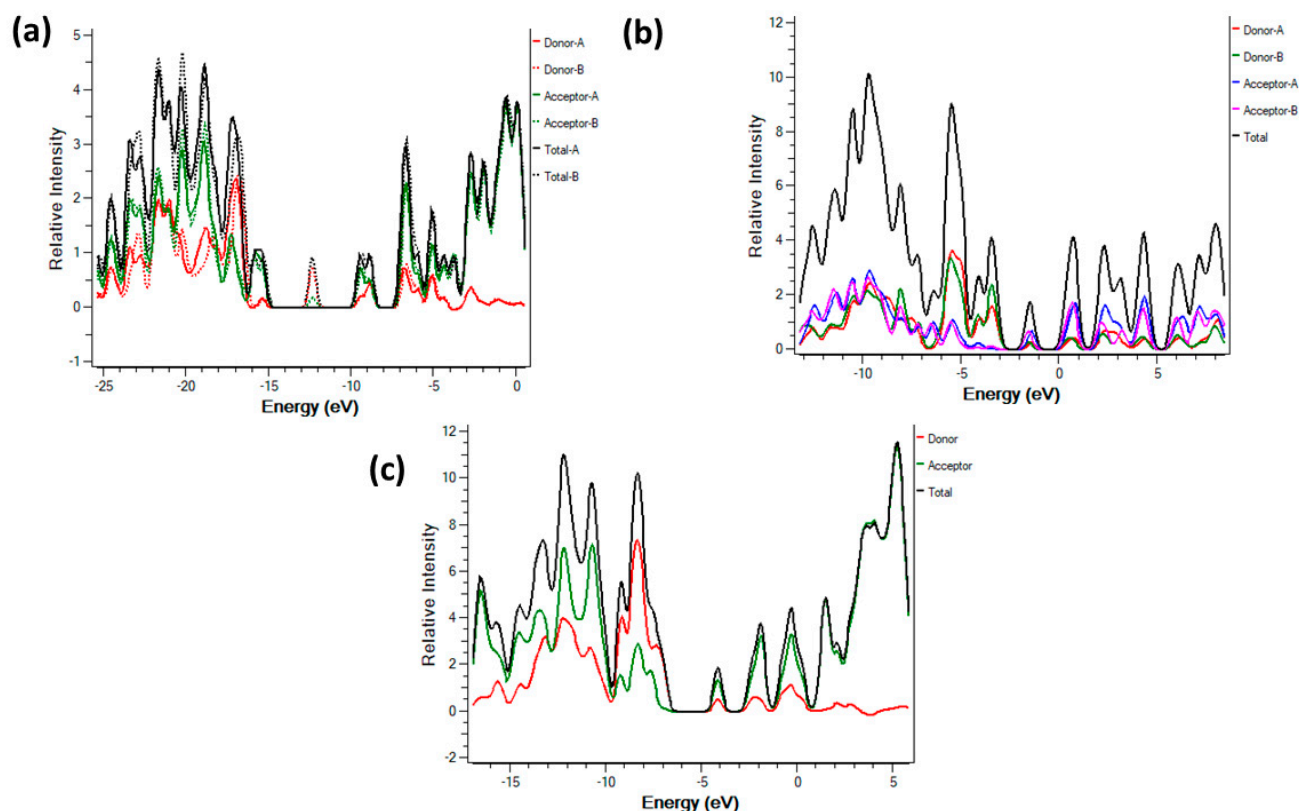 (a)
5
4
3
2
1
0
-1
Relative Intensity
-25 -20 -15 -10 -5 0
Energy (eV)
Donor-A
Donor-B
Acceptor-A
Acceptor-B
Total-A
Total-B
(b)
12
10
8
6
4
2
0
Relative Intensity
-10 -5 0 5
Energy (eV)
Donor-A
Donor-B
Acceptor-A
Acceptor-B
Total
(c)
12
10
8
6
4
2
0
-2
Relative Intensity
-15 -10 -5 0 5
Energy (eV)
Donor
Acceptor
Total